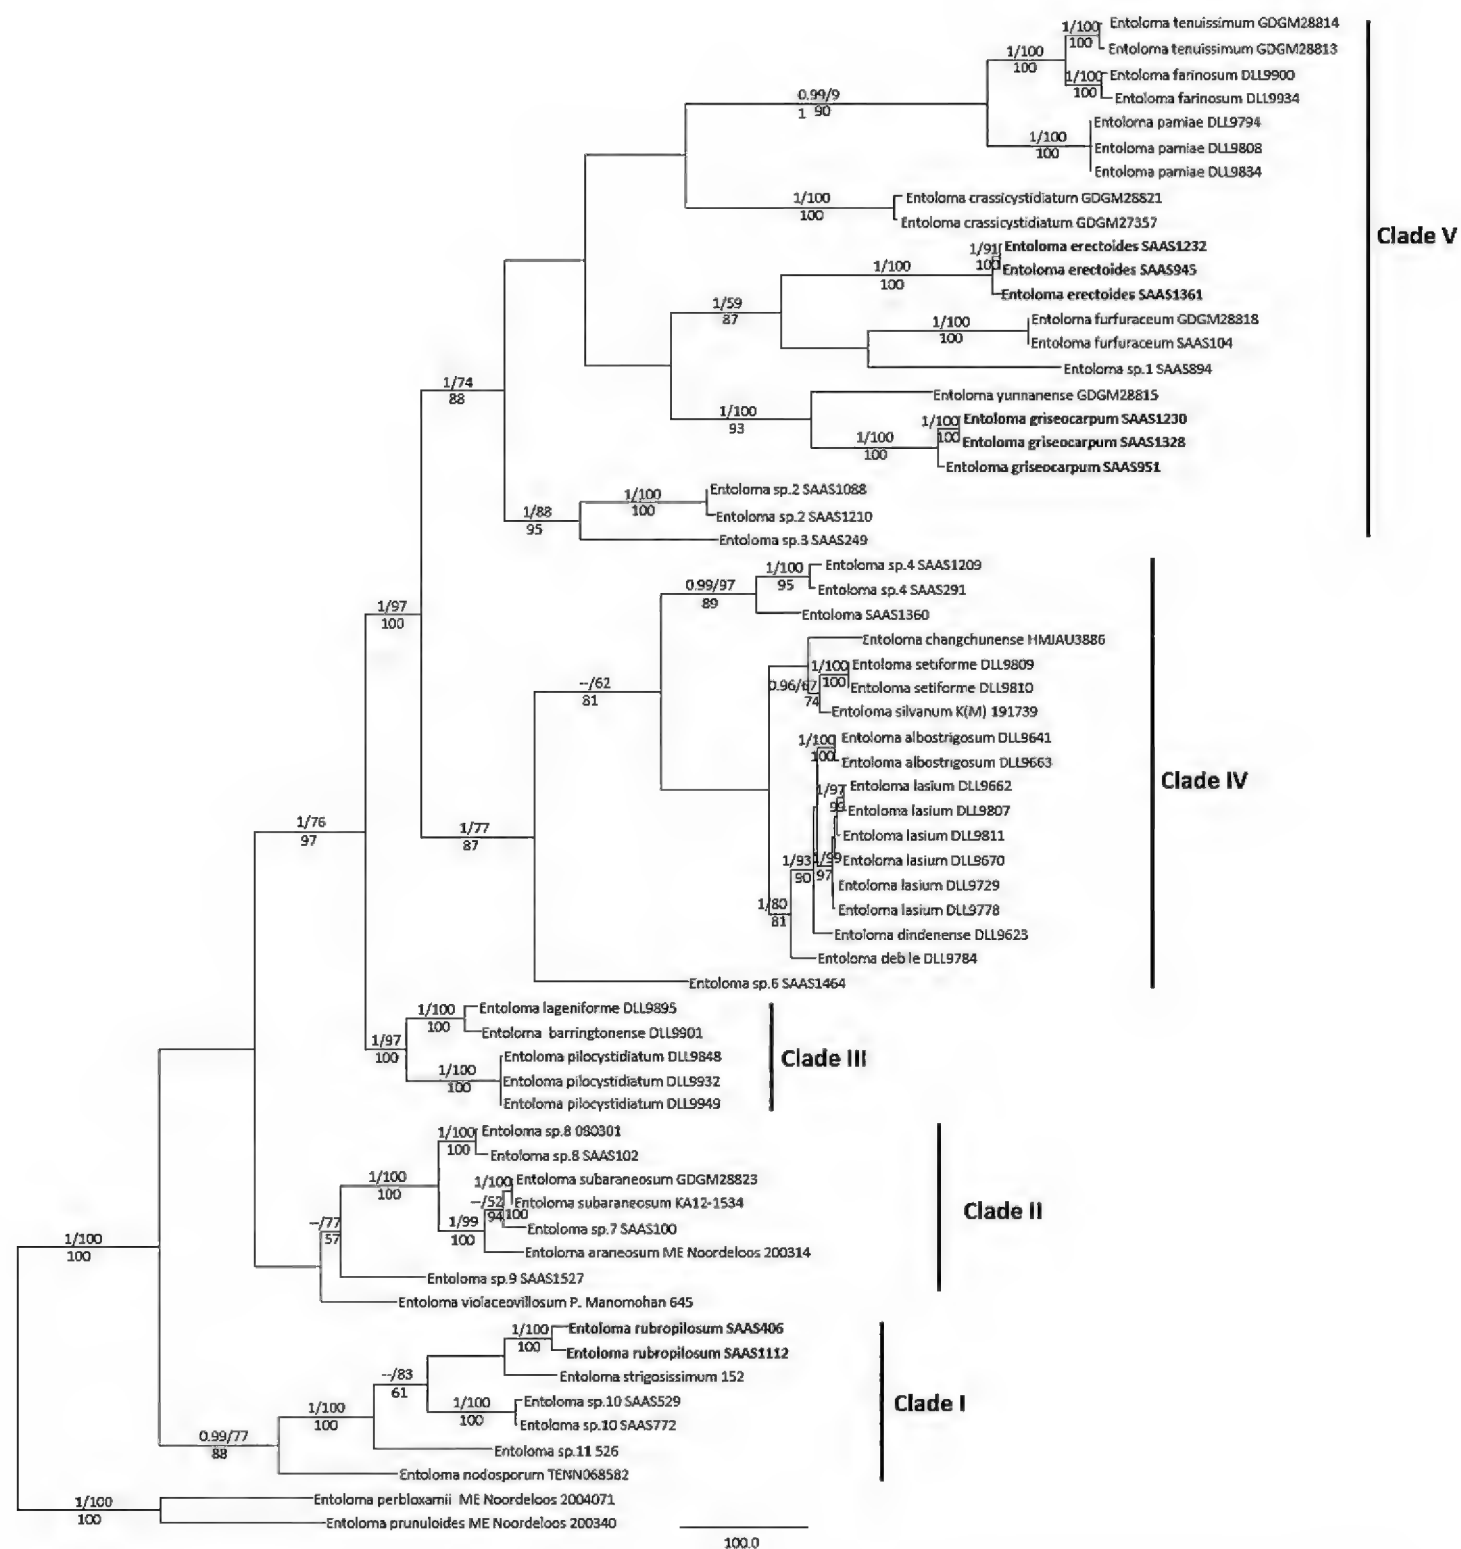 1/100
100
Entoloma tenuissimum GDGM28814
Entoloma tenuissimum GDGM28813
1/100
100
1/100
100
Entoloma farinosum DLL9900
Entoloma farinosum DLL9934
0.99/9
1 90
1/100
100
Entoloma pamiae DLL9794
Entoloma pamiae DLL9808
Entoloma pamiae DLL9834
1/100
100
Entoloma crassicystidiatum GDGM28821
Entoloma crassicystidiatum GDGM27357
Clade V
1/91
100
Entoloma erectoides SAAS1232
Entoloma erectoides SAAS945
Entoloma erectoides SAAS1361
1/100
100
1/59
87
1/100
100
Entoloma furfuraceum GDGM28818
Entoloma furfuraceum SAAS104
Entoloma sp.1 SAAS894
1/74
88
Entoloma yunnanense GDGM28815
1/100
93
1/100
100
Entoloma griseocarpum SAAS1230
Entoloma griseocarpum SAAS1328
1/100
100
Entoloma griseocarpum SAAS951
1/100
100
Entoloma sp.2 SAAS1088
Entoloma sp.2 SAAS1210
1/88
95
Entoloma sp.3 SAAS249
1/100
95
Entoloma sp.4 SAAS1209
Entoloma sp.4 SAAS291
0.99/97
89
Entoloma SAAS1360
1/97
100
Entoloma changchunense HMJAU3886
1/100
100
Entoloma setiforme DLL9809
Entoloma setiforme DLL9810
0.96/67
74
Entoloma silvanum K(M) 191739
--/62
81
1/100
100
Entoloma albostrigosum DLL9641
Entoloma albostrigosum DLL9663
Clade IV
1/97
99
Entoloma lasium DLL9662
Entoloma lasium DLL9807
Entoloma lasium DLL9811
1/76
97
1/77
87
1/93
90
1/99
97
Entoloma lasium DLL9670
Entoloma lasium DLL9729
Entoloma lasium DLL9778
1/80
81
Entoloma dindenense DLL9623
Entoloma deb le DLL9784
Entoloma sp.6 SAAS1464
1/100
100
Entoloma lageniforme DLL9895
Entoloma barringtonense DLL9901
1/97
100
Clade III
1/100
100
Entoloma pilocystidiatum DLL9848
Entoloma pilocystidiatum DLL9932
Entoloma pilocystidiatum DLL9949
1/100
100
Entoloma sp.8 080301
Entoloma sp.8 SAAS102
1/100
100
1/100
100
Entoloma subaraneosum GDGM28823
Entoloma subaraneosum KA12-1534
--/52
94
Entoloma sp.7 SAAS100
Clade II
1/99
100
Entoloma araneosum ME Noordeloos 200314
--/77
57
Entoloma sp.9 SAAS1527
Entoloma violaceovillosum P. Manomohan 645
1/100
100
1/100
100
Entoloma rubropilosum SAAS406
Entoloma rubropilosum SAAS1112
Entoloma strigosissimum 152
--/83
61
1/100
100
Entoloma sp.10 SAAS529
Entoloma sp.10 SAAS772
Clade I
1/100
100
Entoloma sp.11 526
0.99/77
88
Entoloma nodosporum TENN068582
1/100
100
Entoloma perbloxamii ME Noordeloos 2004071
Entoloma prunuloides ME Noordeloos 200340
100.0